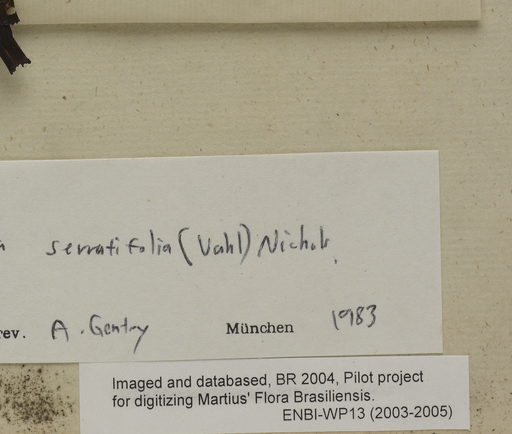 serratifolia (Vahl) Nichols.
rev. A. Gentry München 1983
Imaged and databased, BR 2004, Pilot project
for digitizing Martius' Flora Brasiliensis.
ENBI-WP13 (2003-2005)